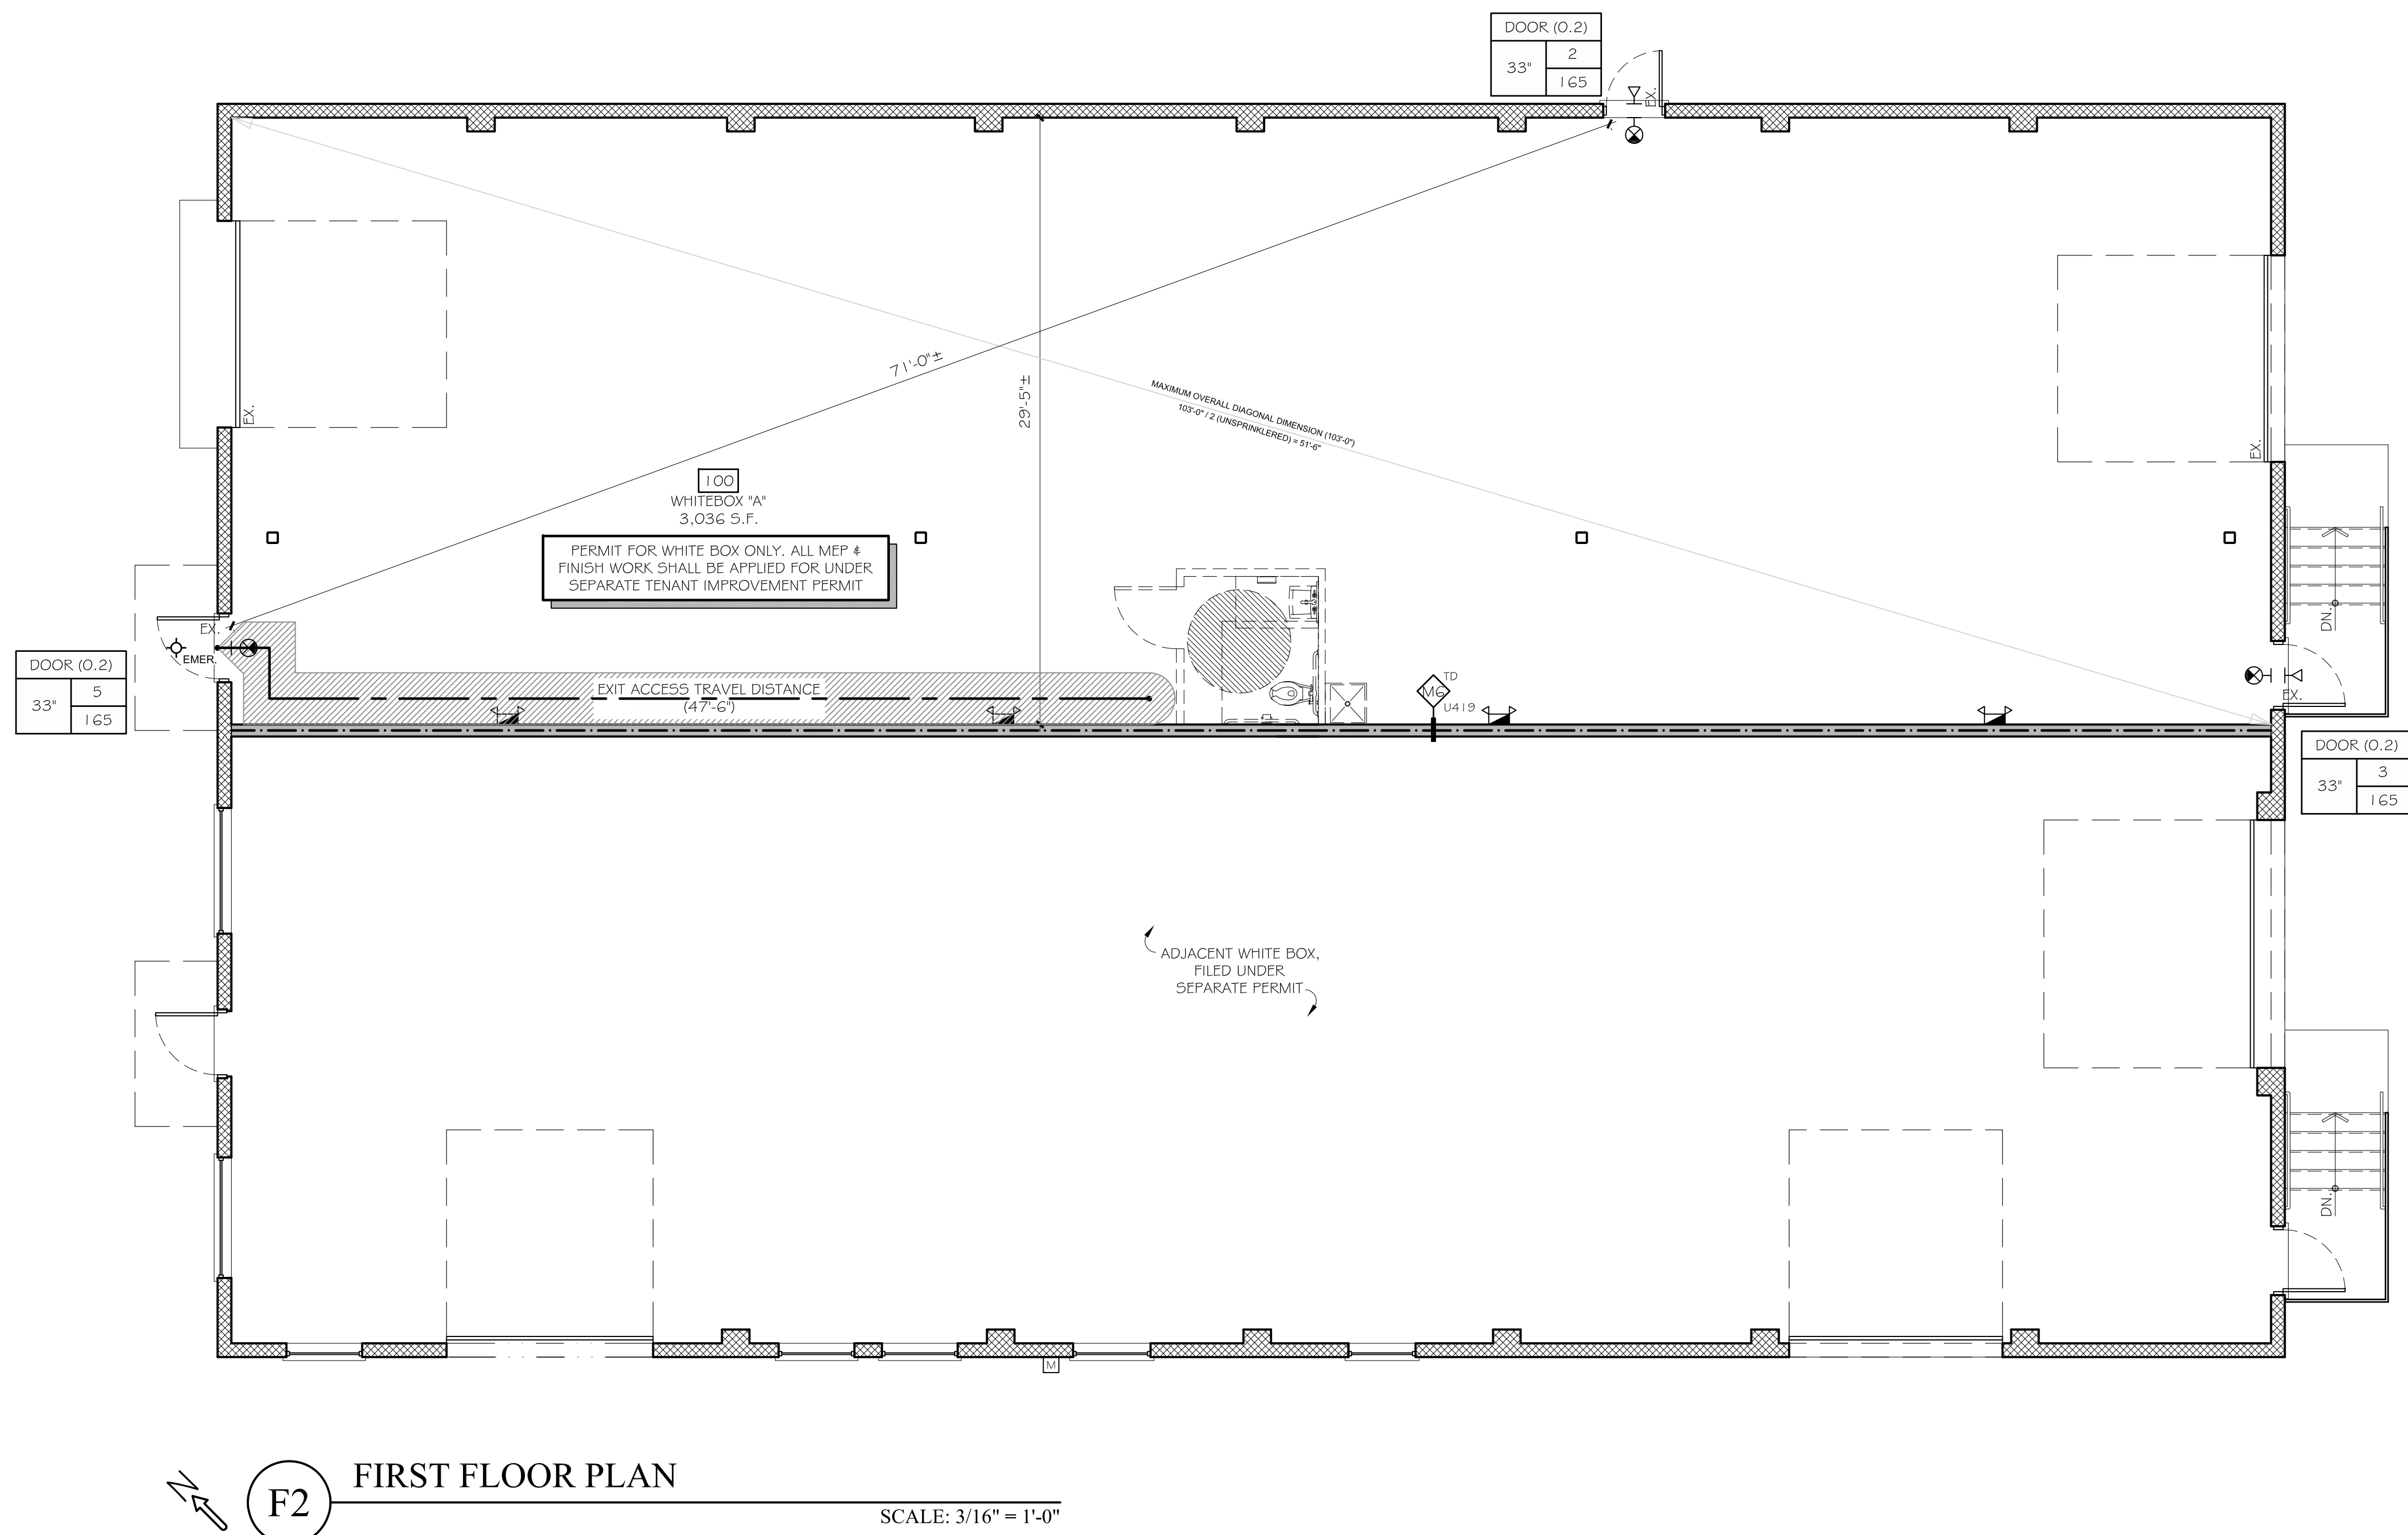 DOOR (0.2)
33"
2
165
EX.
EX.
71'-0"±
29'-5"±
MAXIMUM OVERALL DIAGONAL DIMENSION (103'-0")
103'-0" / 2 (UNSPRINKLERED) = 51'-6"
EX.
100
WHITEBOX "A"
3,036 S.F.
PERMIT FOR WHITE BOX ONLY. ALL MEP &
FINISH WORK SHALL BE APPLIED FOR UNDER
SEPARATE TENANT IMPROVEMENT PERMIT
DN.
EX.
EMER.
DOOR (0.2)
33"
5
165
EXIT ACCESS TRAVEL DISTANCE
(47'-6")
TD
M6
U419
EX.
DOOR (0.2)
33"
3
165
ADJACENT WHITE BOX,
FILED UNDER
SEPARATE PERMIT
DN.
M
N
F2
FIRST FLOOR PLAN
SCALE: 3/16" = 1'-0"